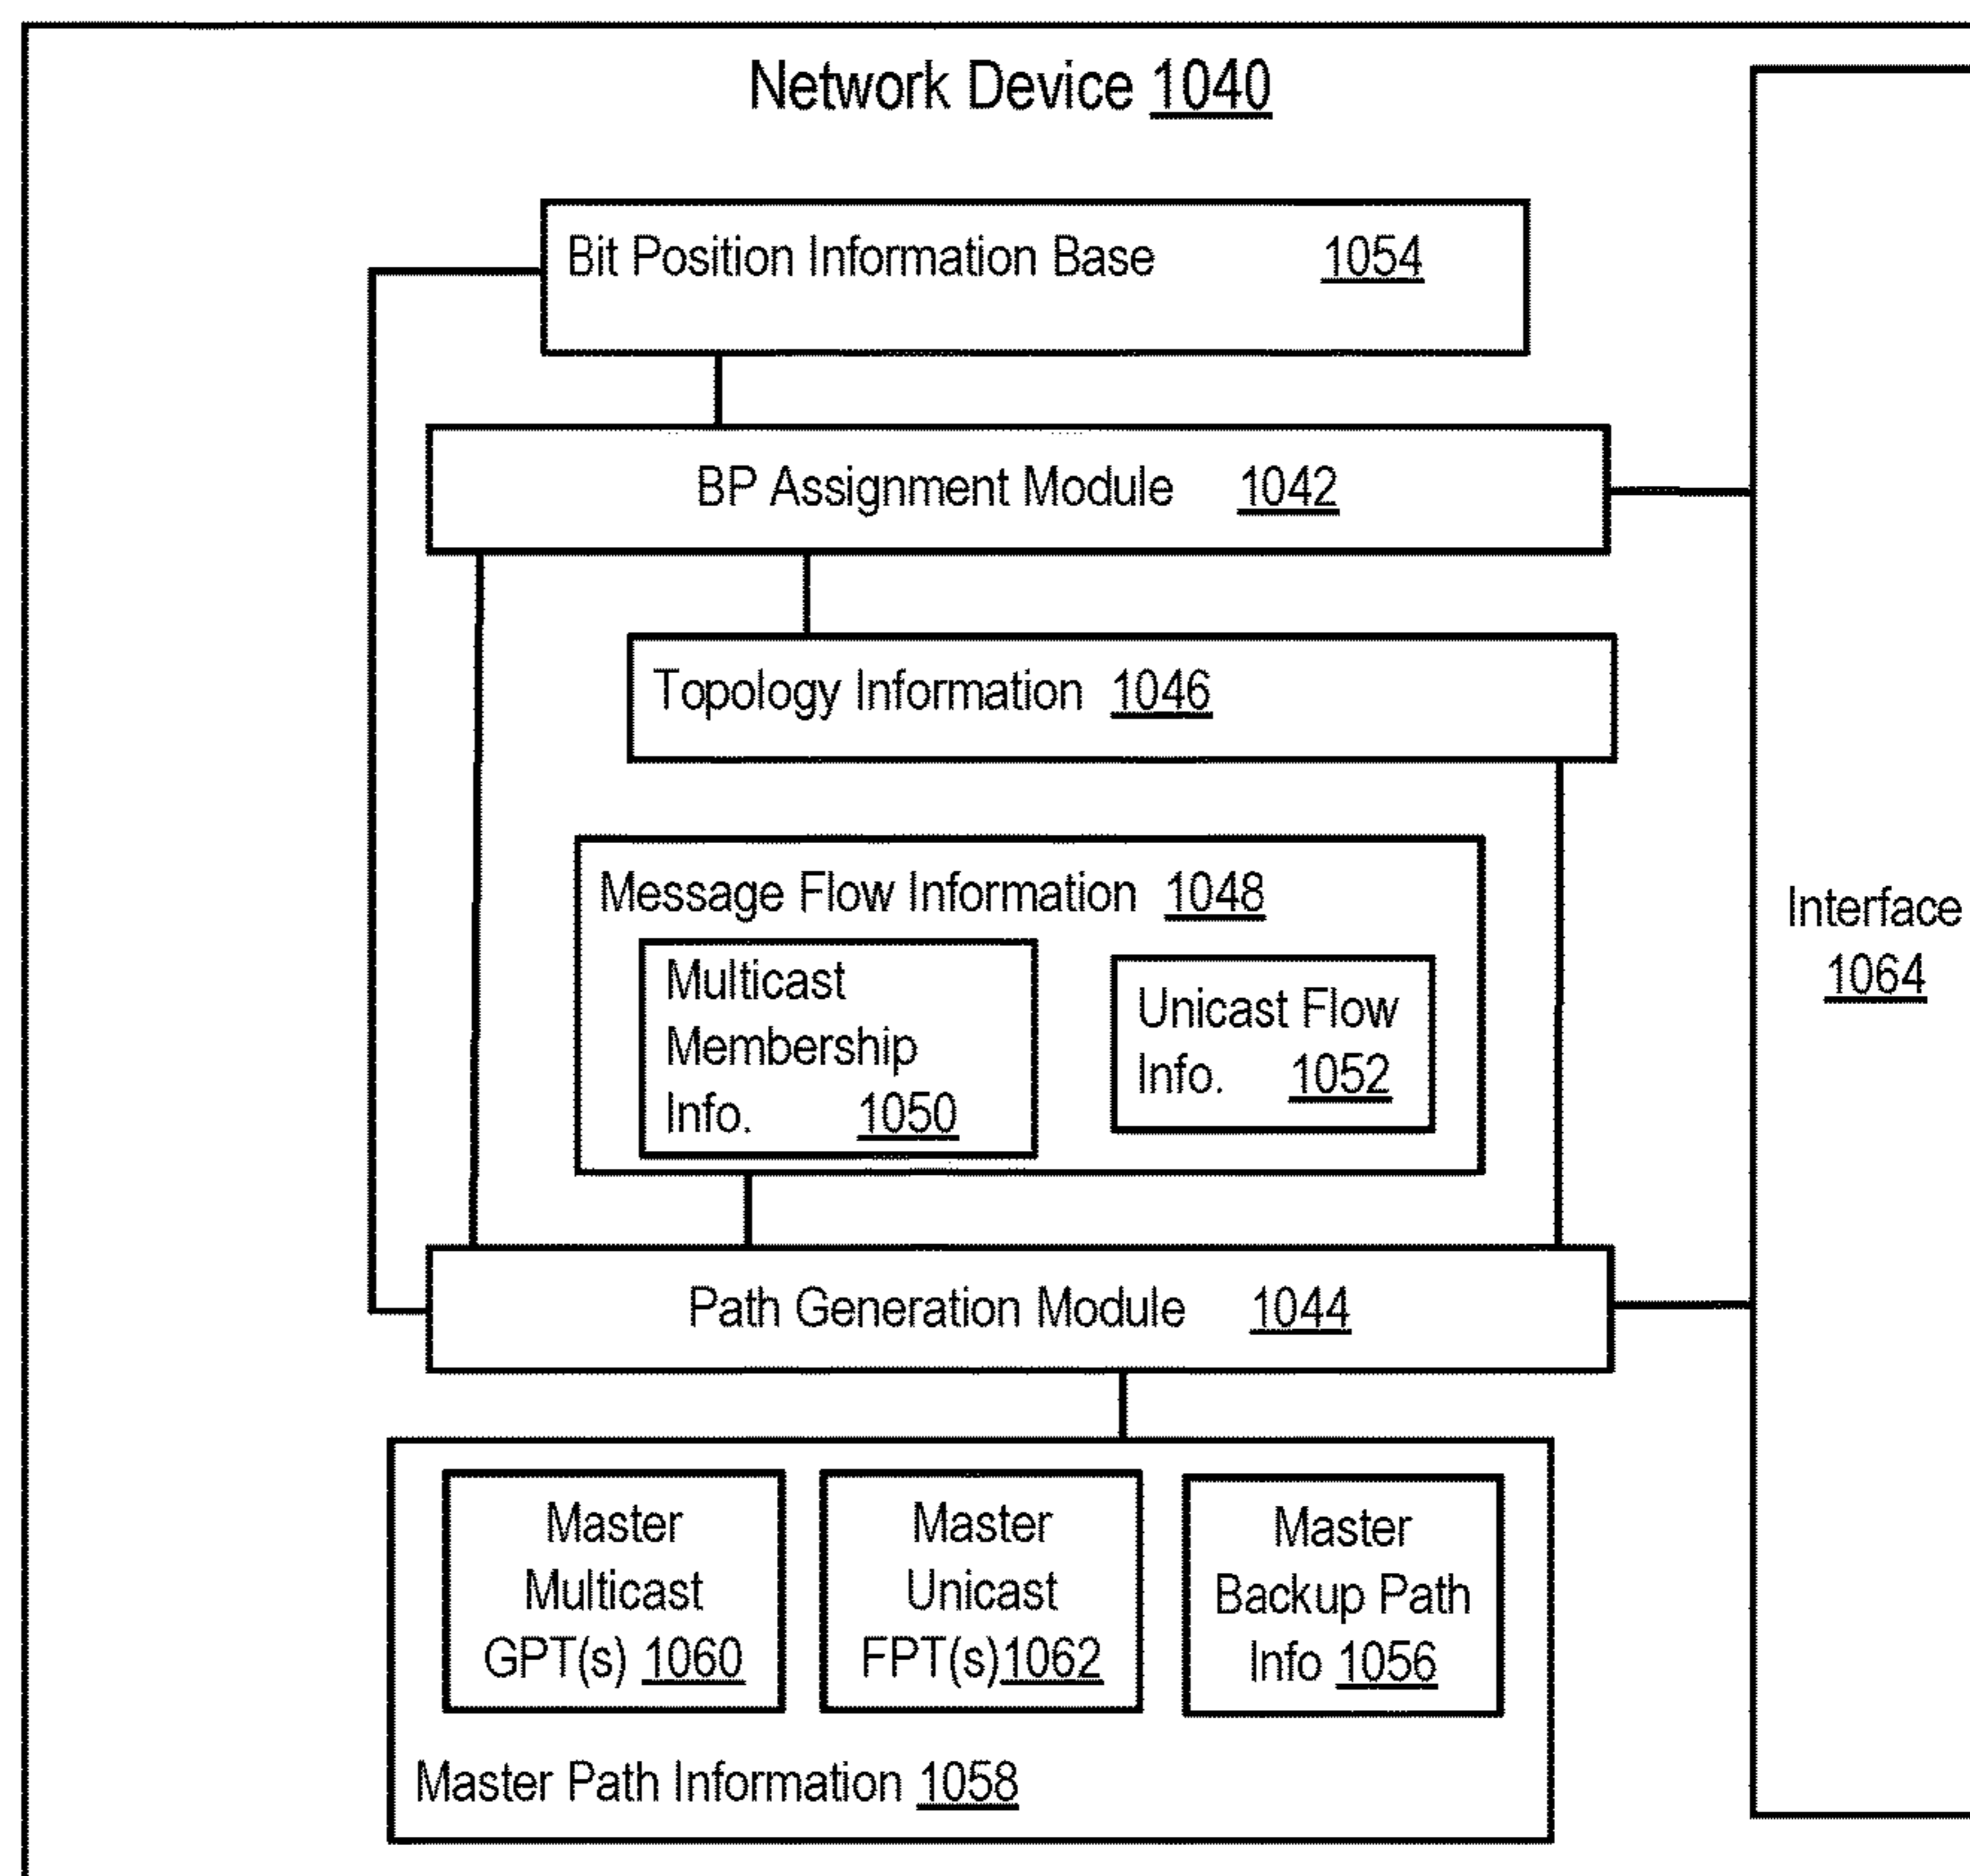 Network Device 1040
Bit Position Information Base 1054
BP Assignment Module 1042
Topology Information 1046
Message Flow Information 1048
Multicast
Membership
Info. 1050
Unicast Flow
Info. 1052
Interface
1064
Path Generation Module 1044
Master
Multicast
GPT(s) 1060
Master
Unicast
FPT(s)1062
Master
Backup Path
Info 1056
Master Path Information 1058